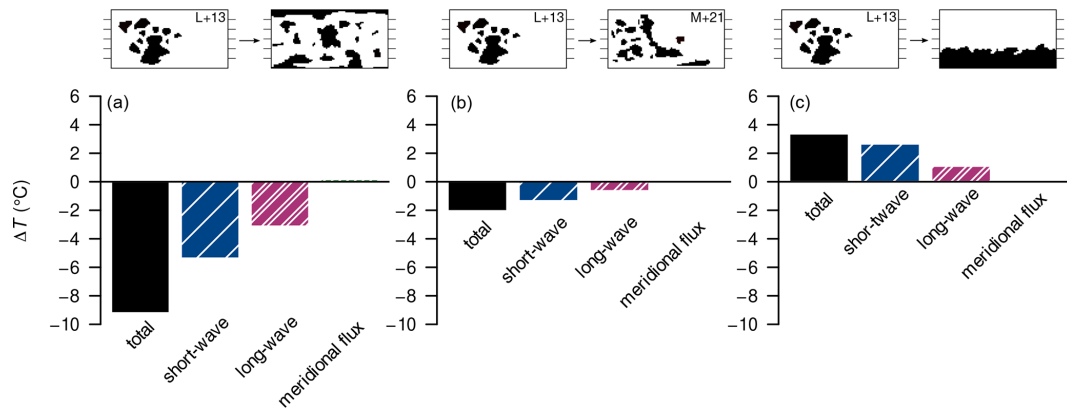 L+13
L+13
M+21
L+13
(a)
(b)
(c)
ΔT (°C)
6
4
2
0
−2
−4
−6
−8
−10
total
short-wave
long-wave
meridional flux
6
4
2
0
−2
−4
−6
−8
−10
total
short-wave
long-wave
meridional flux
6
4
2
0
−2
−4
−6
−8
−10
total
shor-twave
long-wave
meridional flux